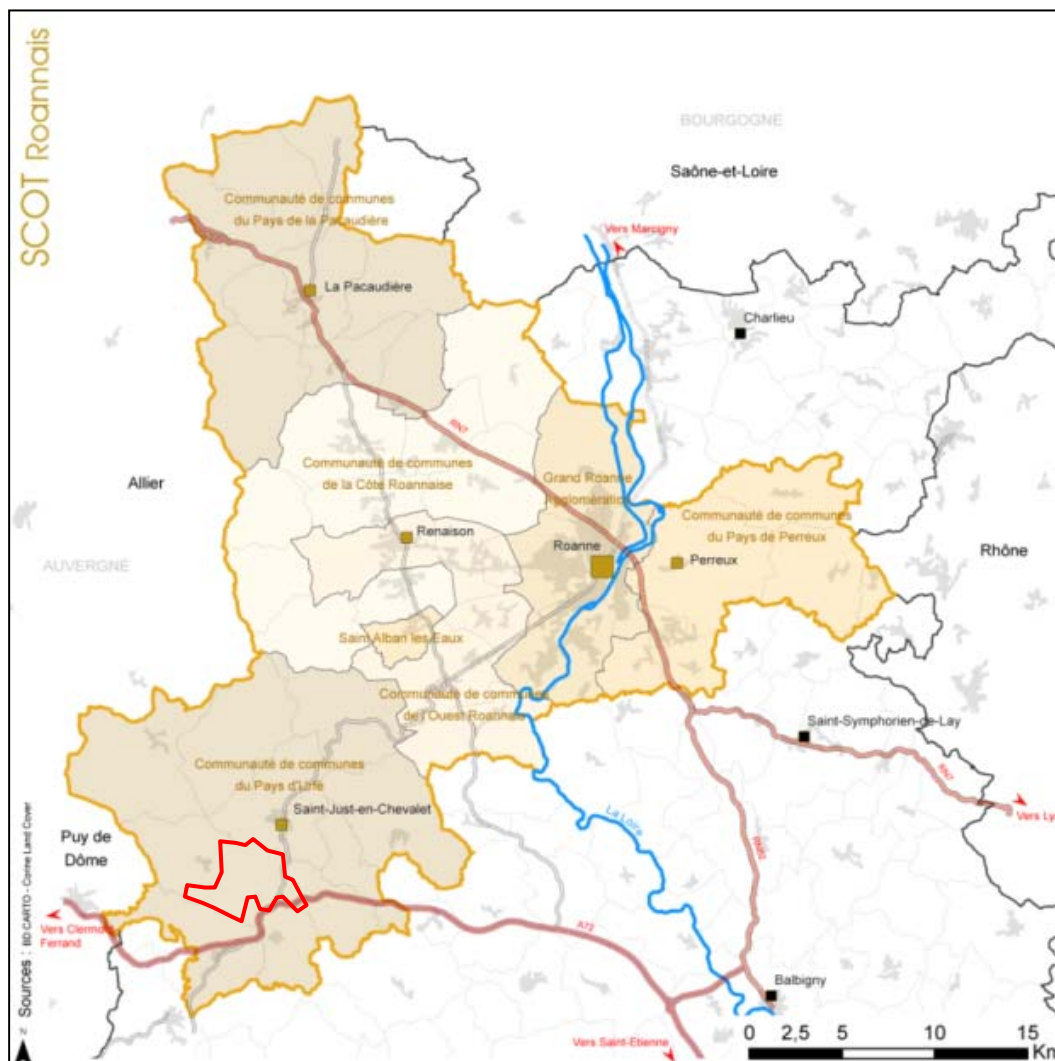 SCOT Roannais
BOURGOGNE
Saône-et-Loire
Communauté de communes
du Pays de la Pacaudière
Vers Marcigny
La Pacaudière
Charlieu
RN7
Communauté de communes
de la Côte Roannaise
Grand Roanne
Agglomération
Allier
Communauté de communes
du Pays de Perreux
Renaison
Roanne
Perreux
Rhône
AUVERGNE
Saint Alban les Eaux
Communauté de communes
de l'Ouest Roannais
Saint-Symphorien-de-Lay
Communauté de communes
du Pays d'Urfé
RN7
Saint-Just-en-Chevalet
Vers Ly
La Loire
Puy de
Dôme
Vers Clermont
Ferrand
A72
Balbigny
Vers Saint-Etienne
0 2,5 5 10 15
Km
N
Sources : BD CARTO - Corine Land Cover